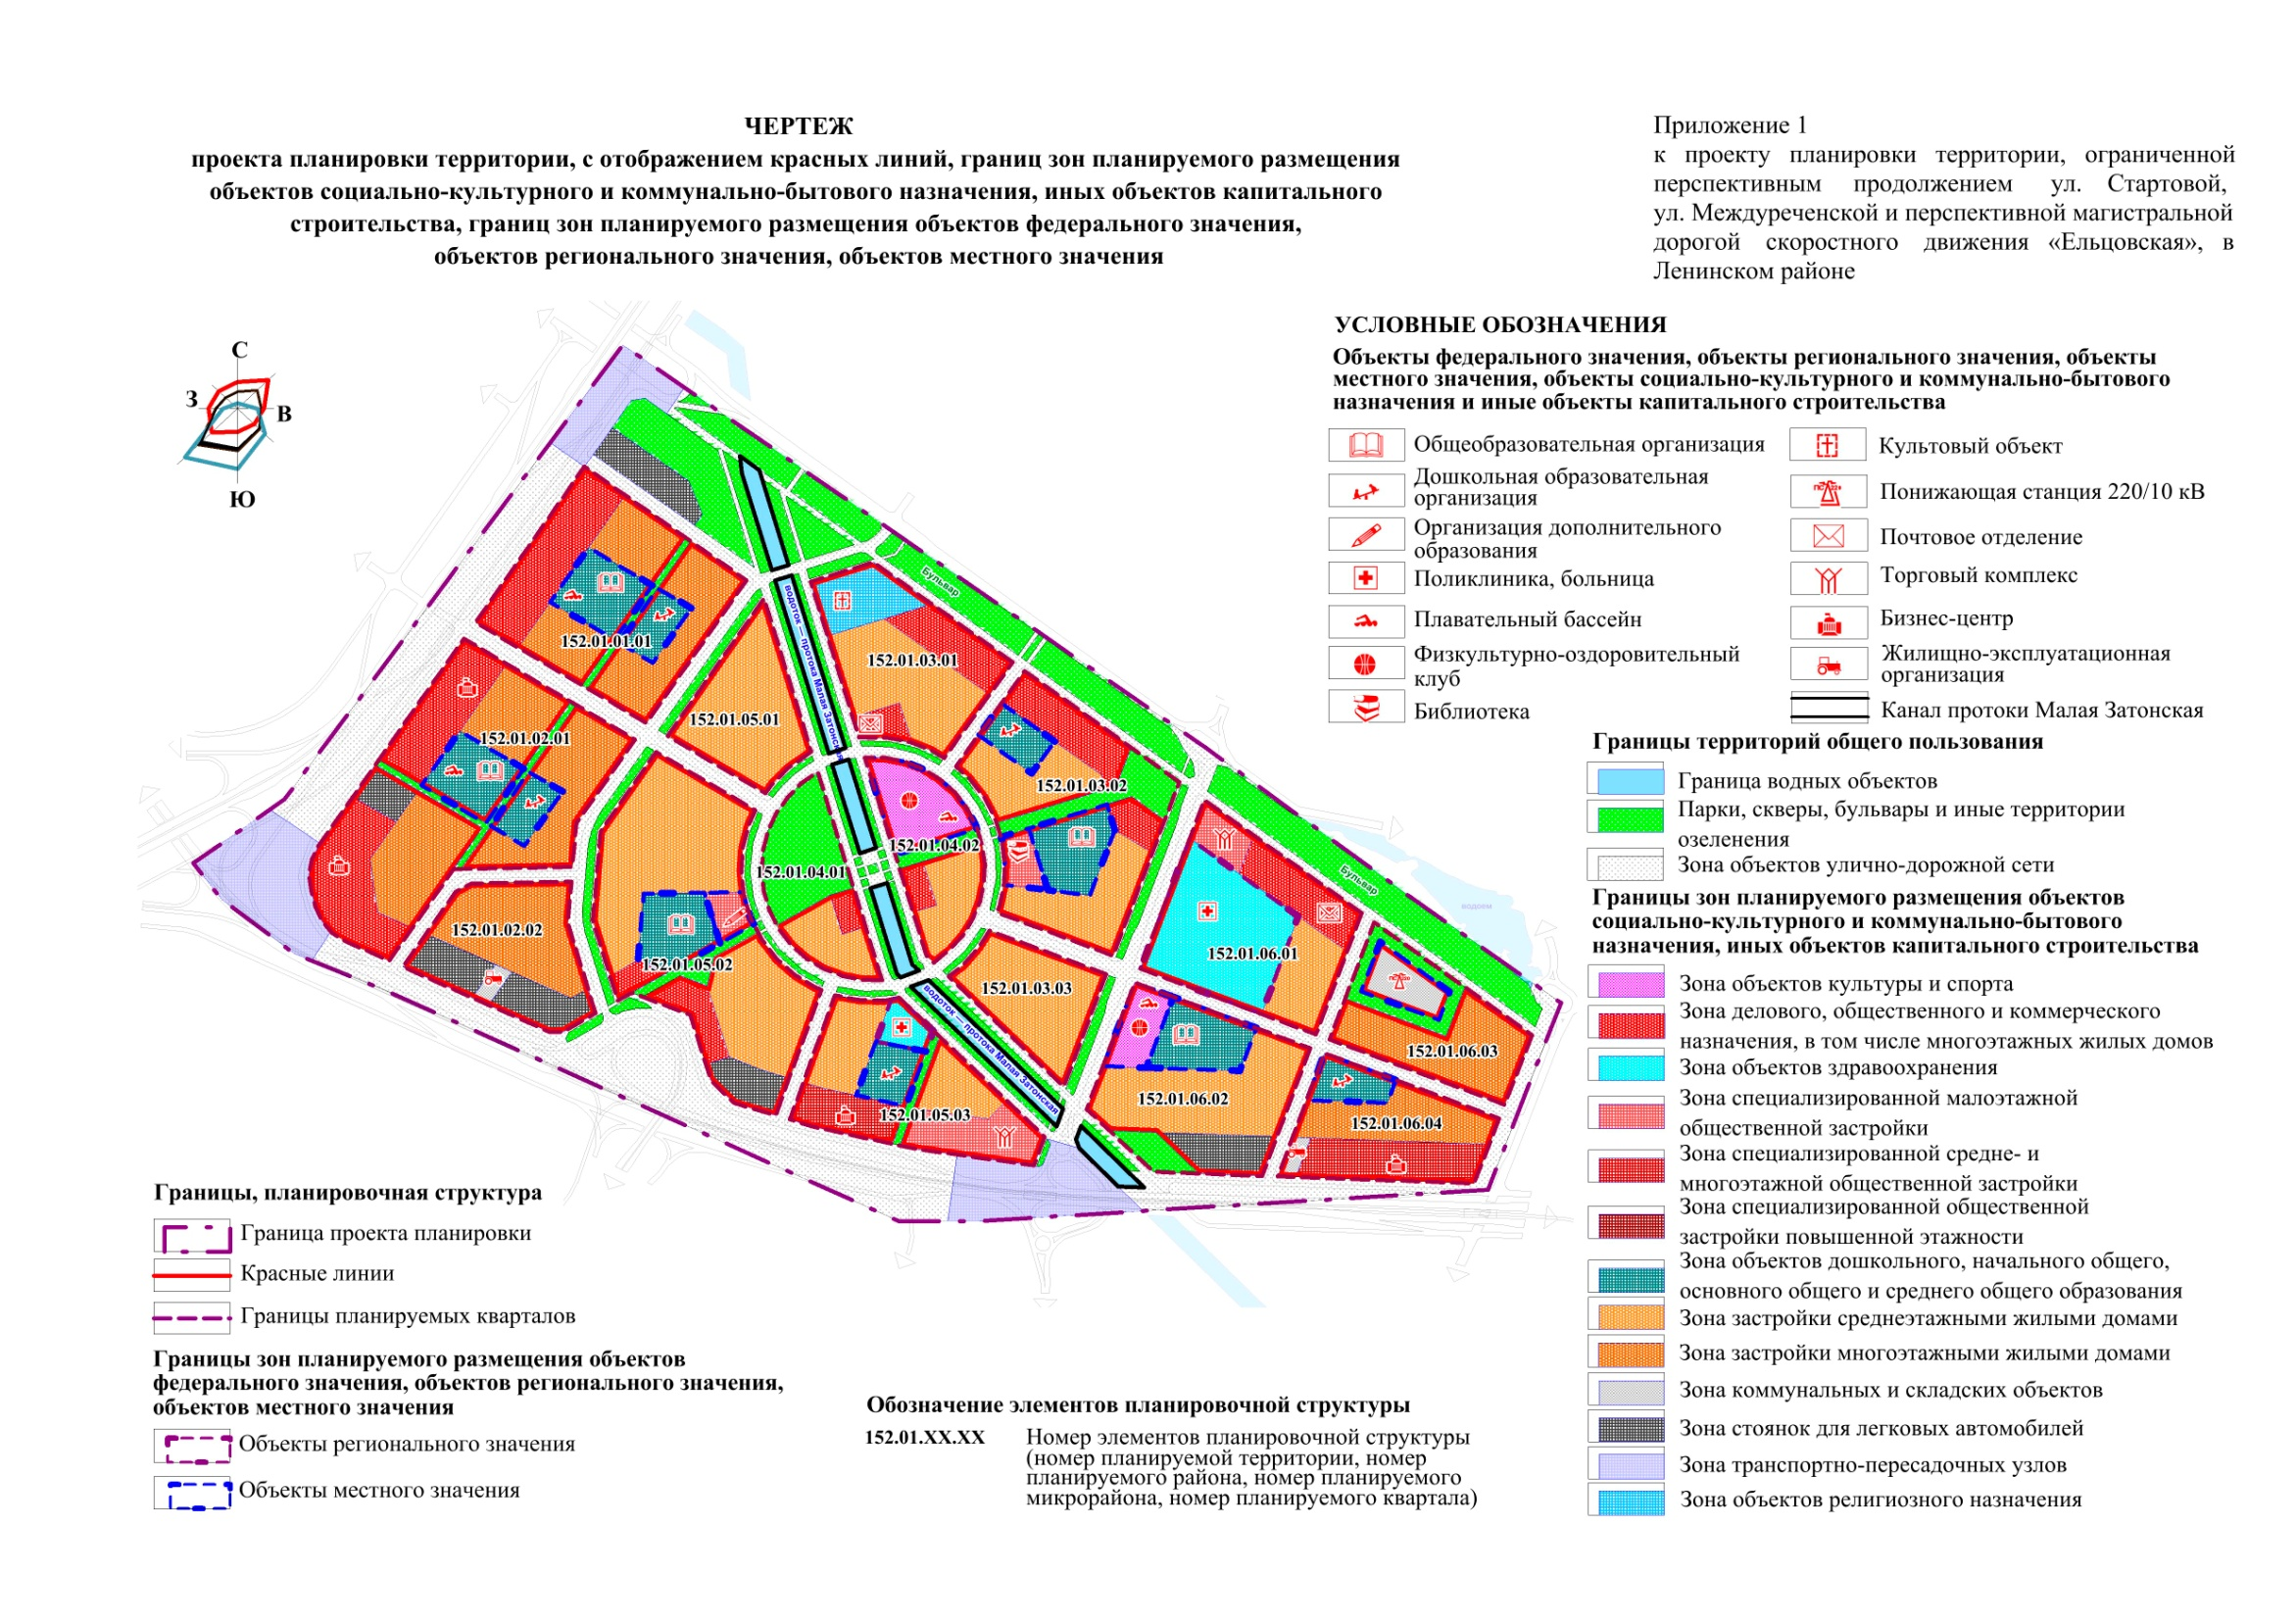 ЧЕРТЕЖ
проекта планировки территории, с отображением красных линий, границ зон планируемого размещения
объектов социально-культурного и коммунально-бытового назначения, иных объектов капитального
строительства, границ зон планируемого размещения объектов федерального значения,
объектов регионального значения, объектов местного значения
Приложение 1
к проекту планировки территории, ограниченной
перспективным продолжением ул. Стартовой,
ул. Междуреченской и перспективной магистральной
дорогой скоростного движения «Ельцовская», в
Ленинском районе
С
З
В
Ю
УСЛОВНЫЕ ОБОЗНАЧЕНИЯ
Объекты федерального значения, объекты регионального значения, объекты
местного значения, объекты социально-культурного и коммунально-бытового
назначения и иные объекты капитального строительства
Общеобразовательная организация
Дошкольная образовательная
организация
Организация дополнительного
образования
Поликлиника, больница
Плавательный бассейн
Физкультурно-оздоровительный
клуб
Библиотека
Культовый объект
Понижающая станция 220/10 кВ
Почтовое отделение
Торговый комплекс
Бизнес-центр
Жилищно-эксплуатационная
организация
Канал протоки Малая Затонская
Границы территорий общего пользования
Граница водных объектов
Парки, скверы, бульвары и иные территории
озеленения
Зона объектов улично-дорожной сети
Границы зон планируемого размещения объектов
социально-культурного и коммунально-бытового
назначения, иных объектов капитального строительства
Зона объектов культуры и спорта
Зона делового, общественного и коммерческого
назначения, в том числе многоэтажных жилых домов
Зона объектов здравоохранения
Зона специализированной малоэтажной
общественной застройки
Зона специализированной средне- и
многоэтажной общественной застройки
Зона специализированной общественной
застройки повышенной этажности
Зона объектов дошкольного, начального общего,
основного общего и среднего общего образования
Зона застройки среднеэтажными жилыми домами
Зона застройки многоэтажными жилыми домами
Зона коммунальных и складских объектов
Зона стоянок для легковых автомобилей
Зона транспортно-пересадочных узлов
Зона объектов религиозного назначения
Бульвар
152.01.01.01
152.01.03.01
152.01.05.01
водоток — протока Малая Затонская
152.01.02.01
152.01.03.02
152.01.04.02
152.01.04.01
Бульвар
водоем
152.01.02.02
152.01.05.02
152.01.06.01
152.01.03.03
водоток — протока Малая Затонская
152.01.06.03
152.01.06.02
152.01.05.03
152.01.06.04
Границы, планировочная структура
Граница проекта планировки
Красные линии
Границы планируемых кварталов
Границы зон планируемого размещения объектов
федерального значения, объектов регионального значения,
объектов местного значения
Объекты регионального значения
Объекты местного значения
Обозначение элементов планировочной структуры
152.01.XX.XX
Номер элементов планировочной структуры
(номер планируемой территории, номер
планируемого района, номер планируемого
микрорайона, номер планируемого квартала)